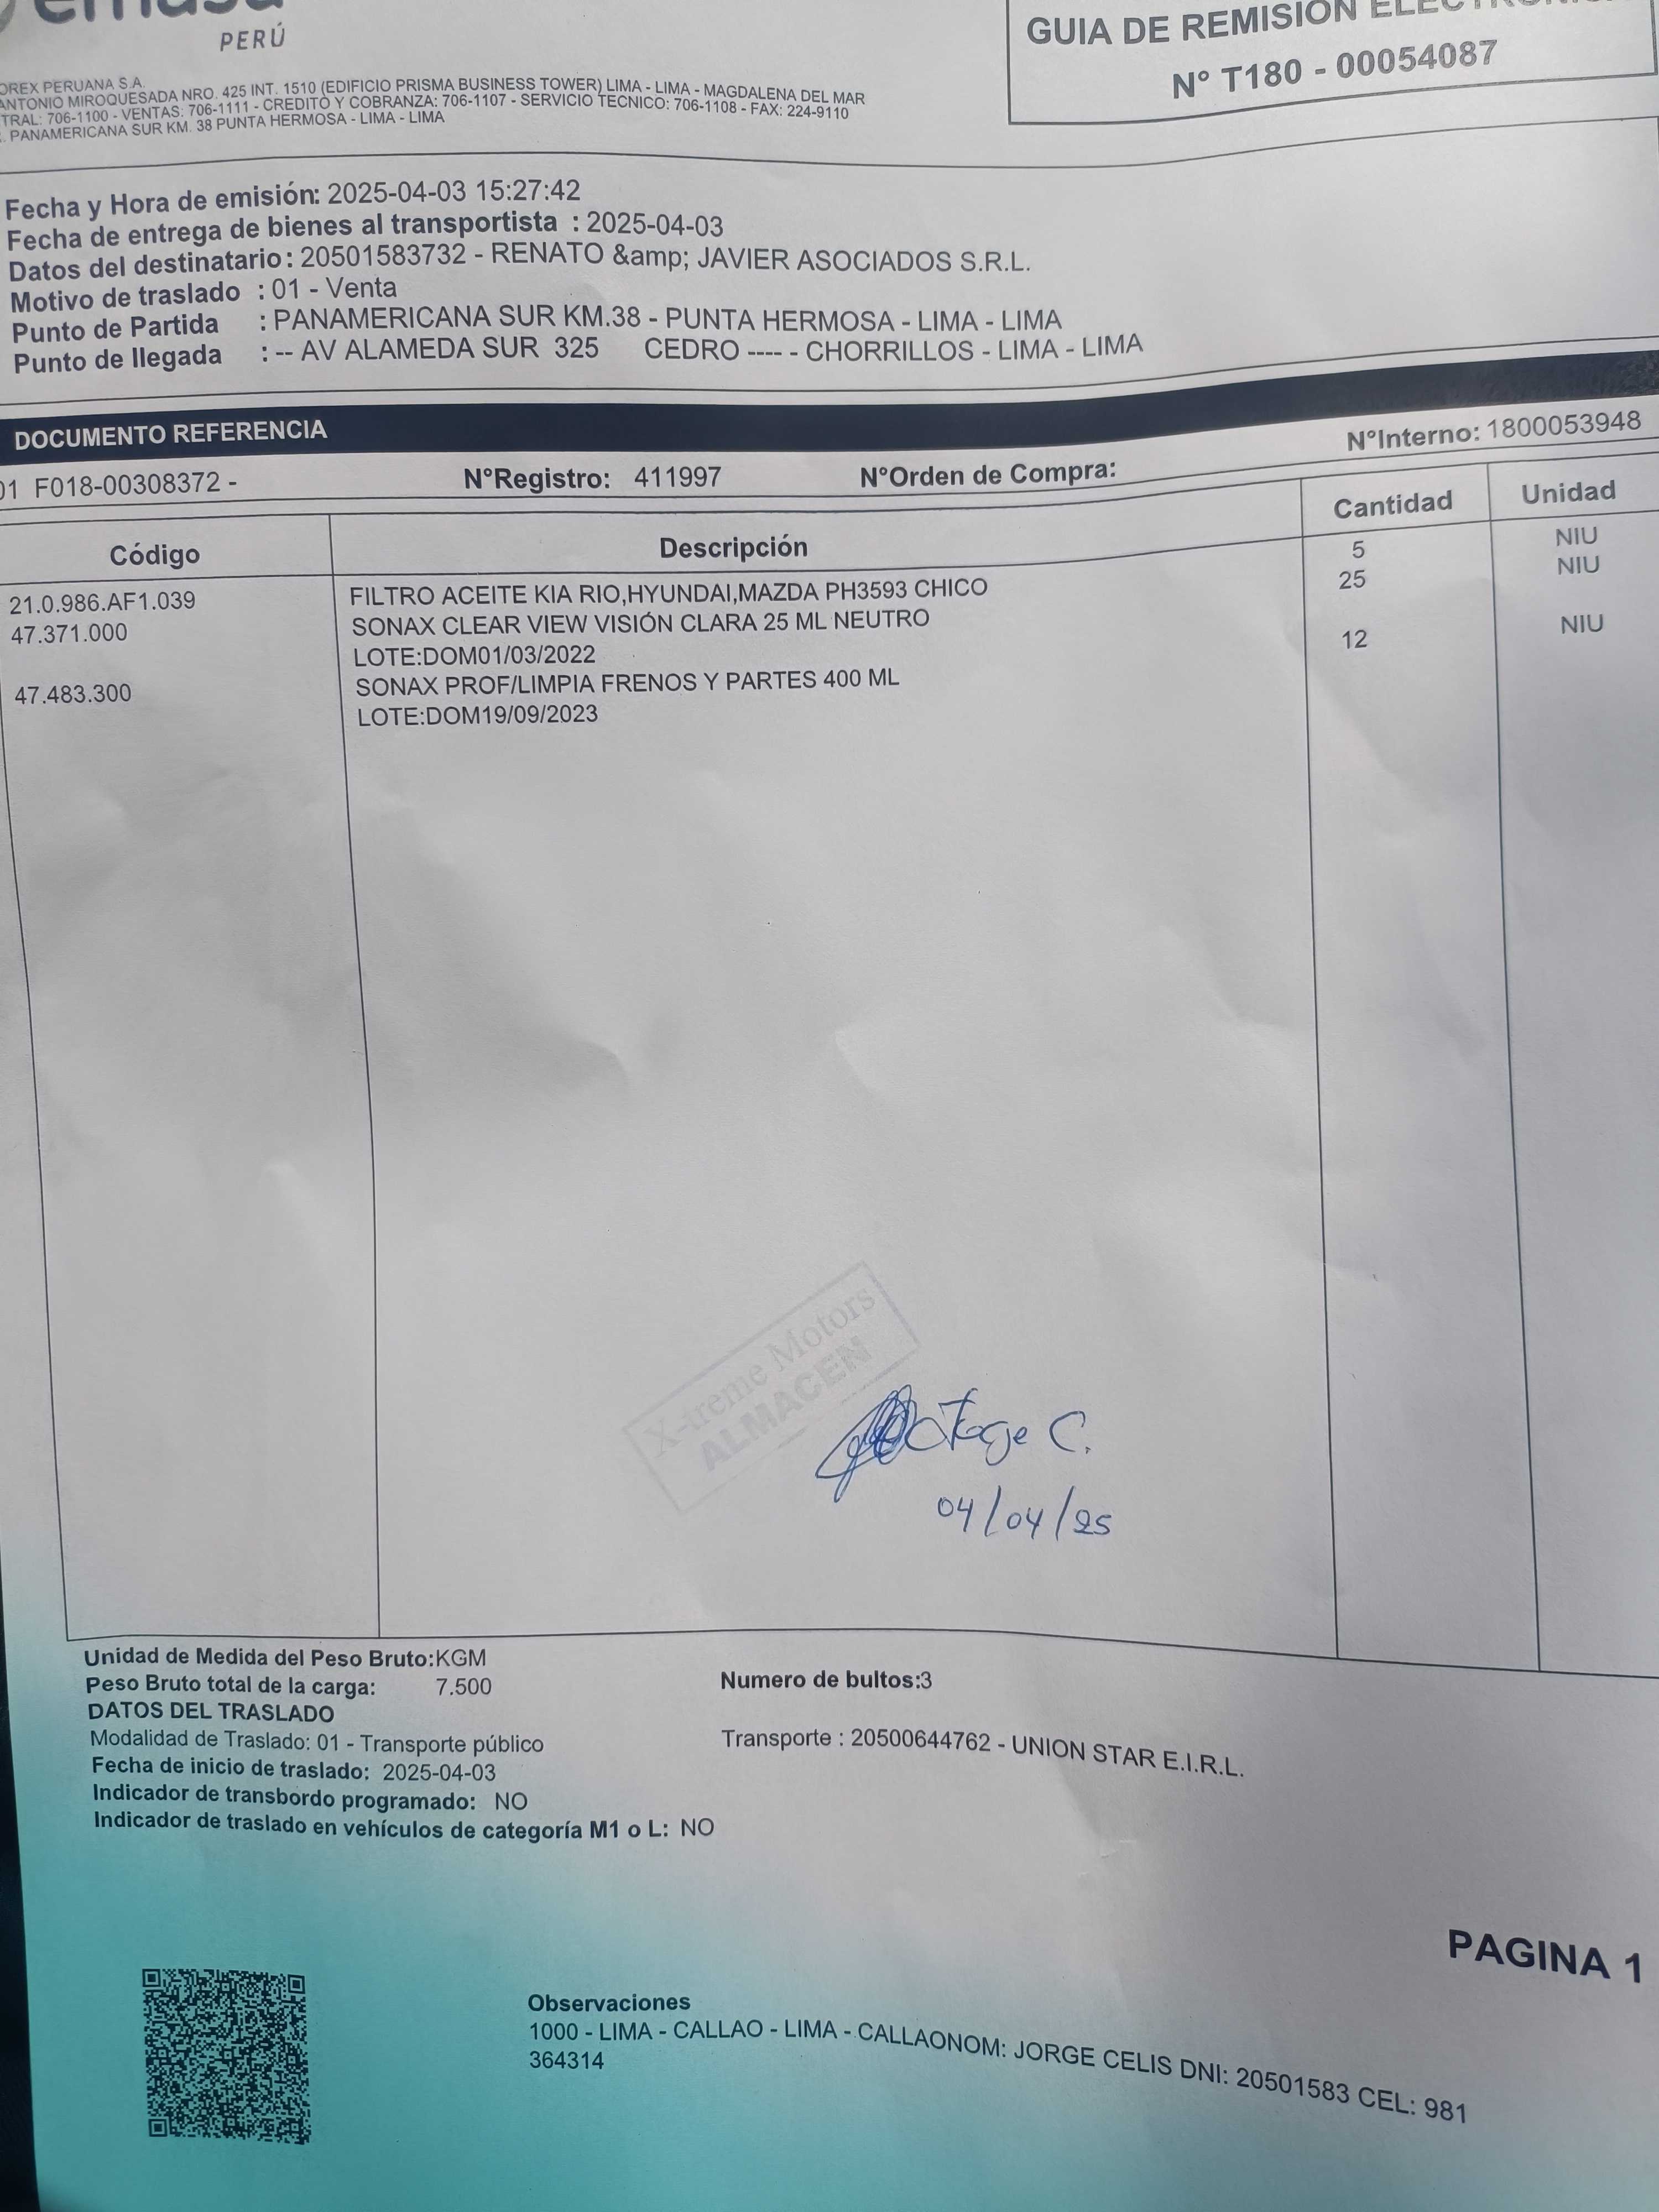 PERÚ
GUIA DE REMISIÓN
N° T180 - 00054087
OREX PERUANA S.A.
ANTONIO MIROQUESADA NRO. 425 INT. 1510 (EDIFICIO PRISMA BUSINESS TOWER) LIMA - LIMA - MAGDALENA DEL MAR
TRAL: 706-1100 - VENTAS: 706-1111 - CREDITO Y COBRANZA: 706-1107 - SERVICIO TECNICO: 706-1108 - FAX: 224-9110
. PANAMERICANA SUR KM. 38 PUNTA HERMOSA - LIMA - LIMA
Fecha y Hora de emisión: 2025-04-03 15:27:42
Fecha de entrega de bienes al transportista : 2025-04-03
Datos del destinatario: 20501583732 - RENATO &amp; JAVIER ASOCIADOS S.R.L.
Motivo de traslado : 01 - Venta
Punto de Partida : PANAMERICANA SUR KM.38 - PUNTA HERMOSA - LIMA - LIMA
Punto de llegada : -- AV ALAMEDA SUR 325 CEDRO ---- - CHORRILLOS - LIMA - LIMA
DOCUMENTO REFERENCIA
01 F018-00308372 - N°Registro: 411997 N°Orden de Compra: N°Interno: 1800053948
Código Descripción Cantidad Unidad
21.0.986.AF1.039 FILTRO ACEITE KIA RIO,HYUNDAI,MAZDA PH3593 CHICO 5 NIU
47.371.000 SONAX CLEAR VIEW VISIÓN CLARA 25 ML NEUTRO 25 NIU
LOTE:DOM01/03/2022
47.483.300 SONAX PROF/LIMPIA FRENOS Y PARTES 400 ML 12 NIU
LOTE:DOM19/09/2023
X-treme Motors
ALMACEN
C.
04/04/25
Unidad de Medida del Peso Bruto:KGM
Peso Bruto total de la carga: 7.500 Numero de bultos:3
DATOS DEL TRASLADO
Modalidad de Traslado: 01 - Transporte público Transporte : 20500644762 - UNION STAR E.I.R.L.
Fecha de inicio de traslado: 2025-04-03
Indicador de transbordo programado: NO
Indicador de traslado en vehículos de categoría M1 o L: NO
PAGINA 1
Observaciones
1000 - LIMA - CALLAO - LIMA - CALLAONOM: JORGE CELIS DNI: 20501583 CEL: 981
364314